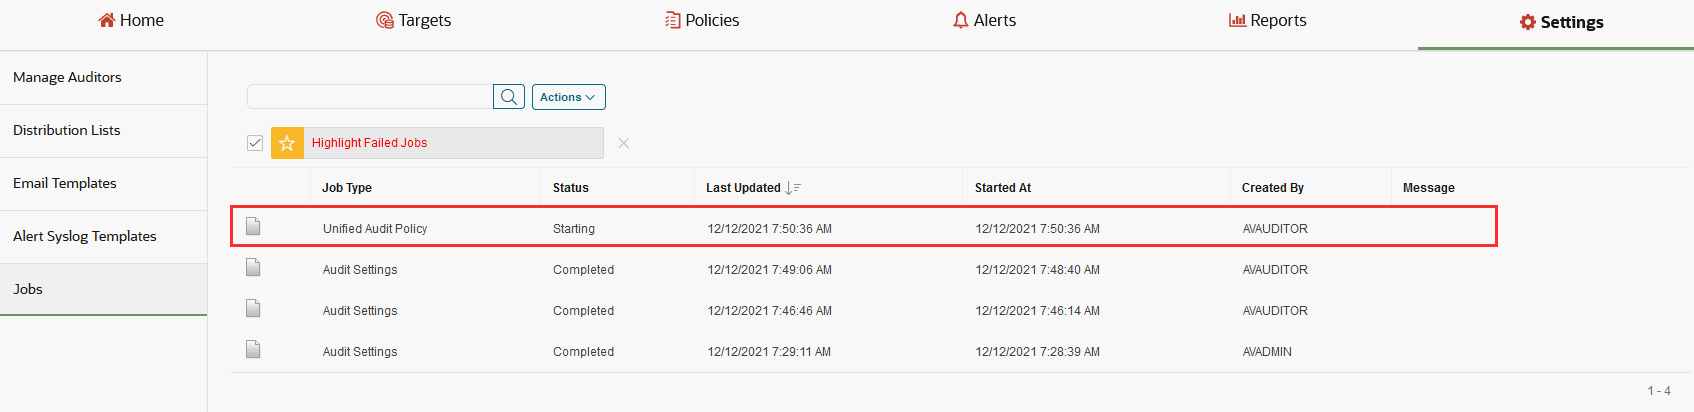 Home Targets Policies Alerts Reports Settings
Manage Auditors
Distribution Lists
Email Templates
Alert Syslog Templates
Jobs
Actions
Highlight Failed Jobs
Job Type Status Last Updated Started At Created By Message
Unified Audit Policy Starting 12/12/2021 7:50:36 AM 12/12/2021 7:50:36 AM AVAUDITOR
Audit Settings Completed 12/12/2021 7:49:06 AM 12/12/2021 7:48:40 AM AVAUDITOR
Audit Settings Completed 12/12/2021 7:46:46 AM 12/12/2021 7:46:14 AM AVAUDITOR
Audit Settings Completed 12/12/2021 7:29:11 AM 12/12/2021 7:28:39 AM AVADMIN
1 - 4